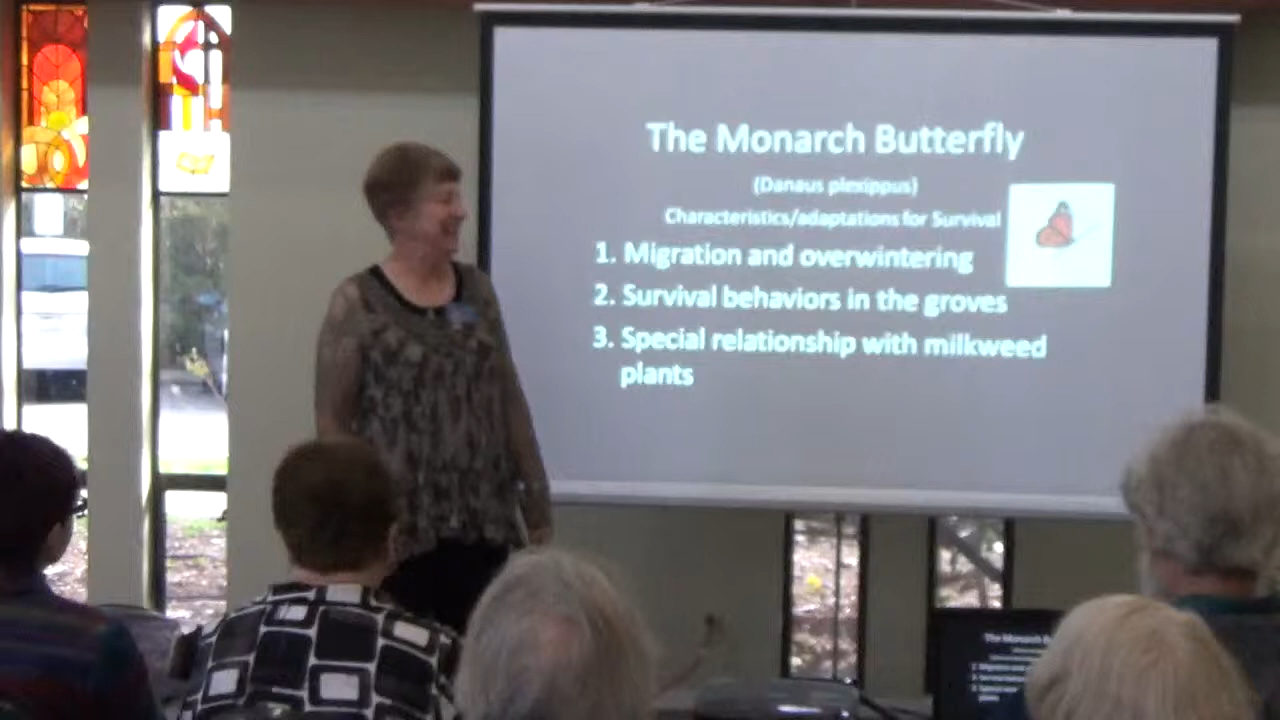 The Monarch Butterfly
(Danaus plexippus)
Characteristics/adaptations for Survival
1. Migration and overwintering
2. Survival behaviors in the groves
3. Special relationship with milkweed
plants
The Monarch B